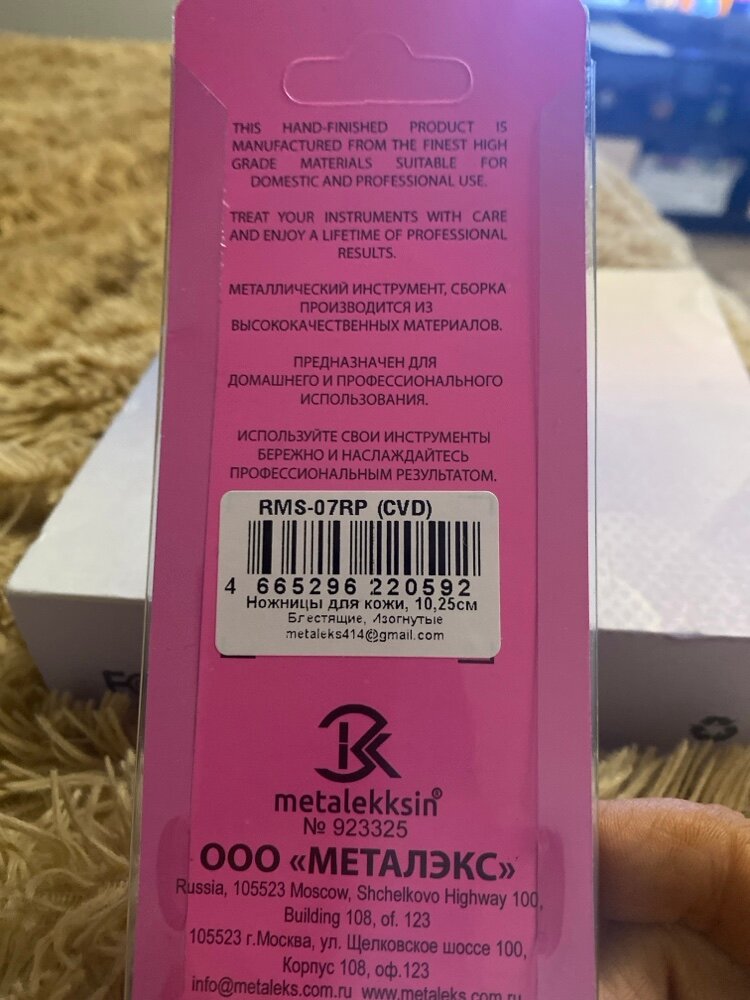 THIS HAND-FINISHED PRODUCT IS
MANUFACTURED FROM THE FINEST HIGH
GRADE MATERIALS SUITABLE FOR
DOMESTIC AND PROFESSIONAL USE.
TREAT YOUR INSTRUMENTS WITH CARE
AND ENJOY A LIFETIME OF PROFESSIONAL
RESULTS.
МЕТАЛЛИЧЕСКИЙ ИНСТРУМЕНТ, СБОРКА
ПРОИЗВОДИТСЯ ИЗ
ВЫСОКОКАЧЕСТВЕННЫХ МАТЕРИАЛОВ.
ПРЕДНАЗНАЧЕН ДЛЯ
ДОМАШНЕГО И ПРОФЕССИОНАЛЬНОГО
ИСПОЛЬЗОВАНИЯ.
ИСПОЛЬЗУЙТЕ СВОИ ИНСТРУМЕНТЫ
БЕРЕЖНО И НАСЛАЖДАЙТЕСЬ
ПРОФЕССИОНАЛЬНЫМ РЕЗУЛЬТАТОМ.
RMS-07RP (CVD)
4 665296 220592
Ножницы для кожи, 10,25см
Блестящие, Изогнутые
metaleks414@gmail.com
metalekksin®
№ 923325
ООО «МЕТАЛЭКС»
Russia, 105523 Moscow, Shchelkovo Highway 100,
Building 108, of. 123
105523 г.Москва, ул. Щелковское шоссе 100,
Корпус 108, оф.123
info@metaleks.com.ru www.metaleks.com.ru